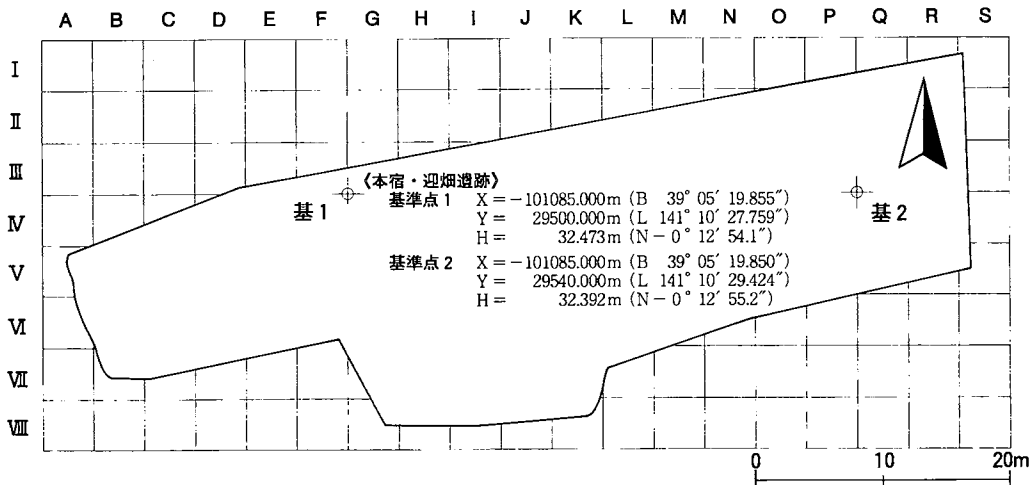 A B C D E F G H I J K L M N O P Q R S
Ⅰ
Ⅱ
Ⅲ
Ⅳ
Ⅴ
Ⅵ
Ⅶ
Ⅷ
《本宿・迎畑遺跡》
基準点1 X=-101085.000m (B 39° 05′ 19.855″)
Y= 29500.000m (L 141° 10′ 27.759″)
H= 32.473m (N-0° 12′ 54.1″)
基準点2 X=-101085.000m (B 39° 05′ 19.850″)
Y= 29540.000m (L 141° 10′ 29.424″)
H= 32.392m (N-0° 12′ 55.2″)
基1
基2
0 10 20m